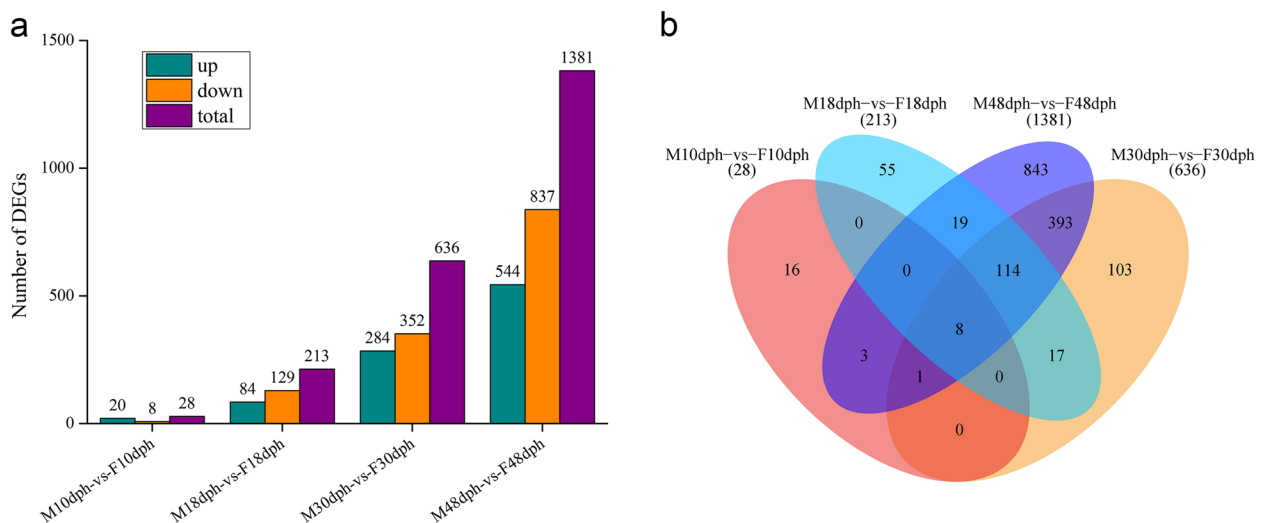 a
1500
1000
500
0
Number of DEGs
up
down
total
20
8
28
84
129
213
284
352
636
544
837
1381
M10dph-vs-F10dph
M18dph-vs-F18dph
M30dph-vs-F30dph
M48dph-vs-F48dph
b
M18dph−vs−F18dph
(213)
M48dph−vs−F48dph
(1381)
M10dph−vs−F10dph
(28)
M30dph−vs−F30dph
(636)
55
843
0
19
393
16
0
114
103
8
3
17
1
0
0